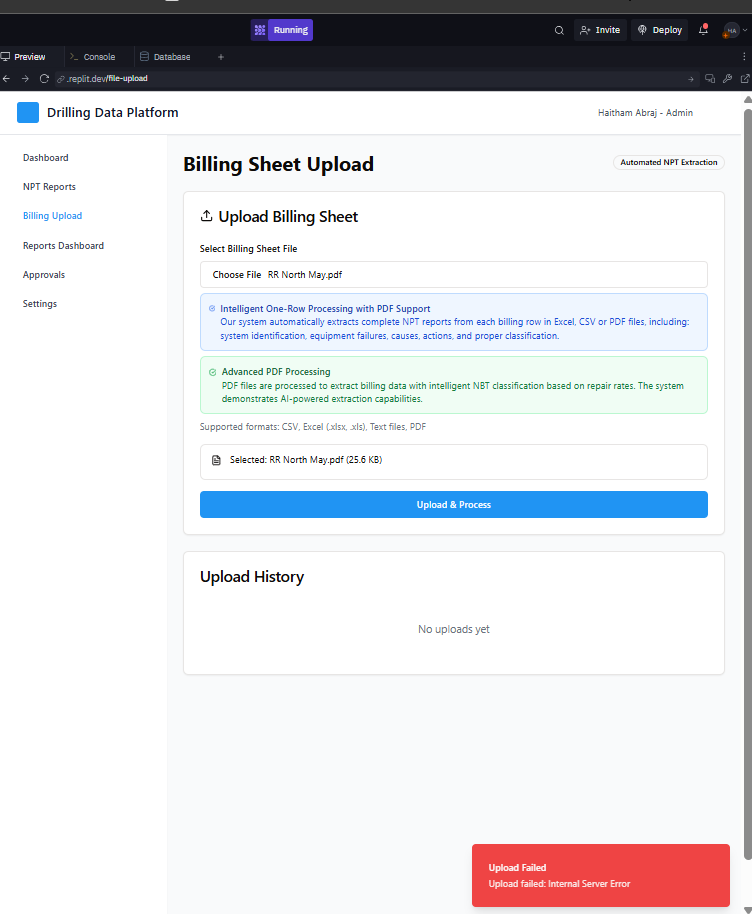 Running
Invite
Deploy
HA
Preview
Console
Database
.replit.dev/file-upload
Drilling Data Platform
Haitham Abraj - Admin
Dashboard
NPT Reports
Billing Upload
Reports Dashboard
Approvals
Settings
Billing Sheet Upload
Automated NPT Extraction
Upload Billing Sheet
Select Billing Sheet File
Choose File RR North May.pdf
Intelligent One-Row Processing with PDF Support
Our system automatically extracts complete NPT reports from each billing row in Excel, CSV or PDF files, including:
system identification, equipment failures, causes, actions, and proper classification.
Advanced PDF Processing
PDF files are processed to extract billing data with intelligent NBT classification based on repair rates. The system
demonstrates AI-powered extraction capabilities.
Supported formats: CSV, Excel (.xlsx, .xls), Text files, PDF
Selected: RR North May.pdf (25.6 KB)
Upload & Process
Upload History
No uploads yet
Upload Failed
Upload failed: Internal Server Error